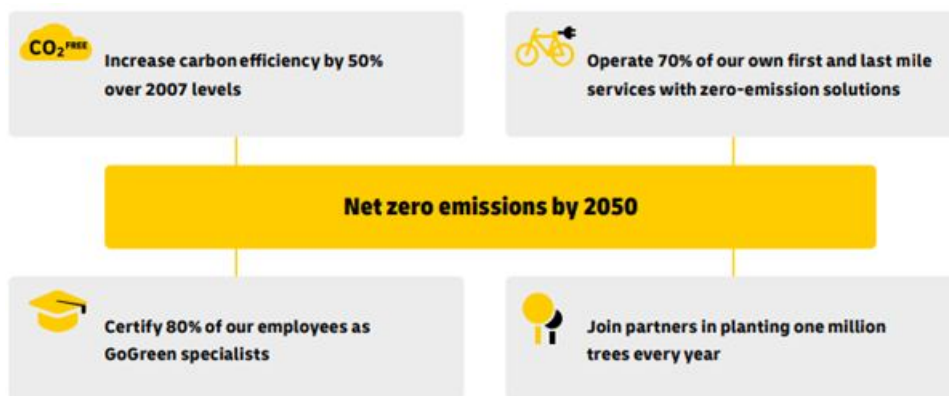 CO₂ FREE
Increase carbon efficiency by 50%
over 2007 levels
Operate 70% of our own first and last mile
services with zero-emission solutions
Net zero emissions by 2050
Certify 80% of our employees as
GoGreen specialists
Join partners in planting one million
trees every year